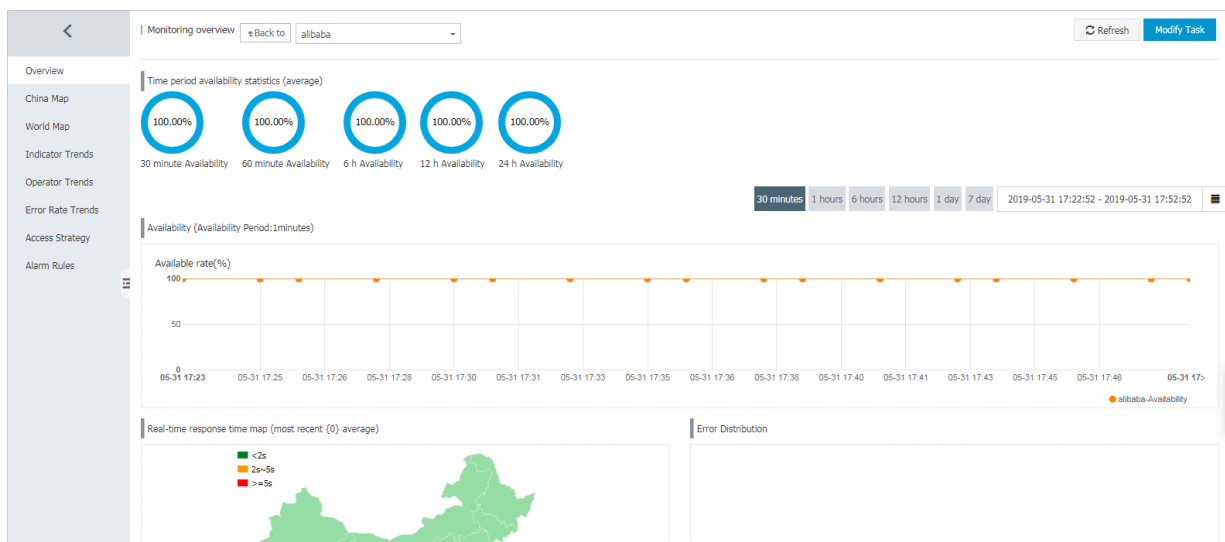 Monitoring overview
Back to
alibaba
Refresh
Modify Task
Overview
China Map
World Map
Indicator Trends
Operator Trends
Error Rate Trends
Access Strategy
Alarm Rules
Time period availability statistics (average)
100.00%
100.00%
100.00%
100.00%
100.00%
30 minute Availability
60 minute Availability
6 h Availability
12 h Availability
24 h Availability
30 minutes
1 hours
6 hours
12 hours
1 day
7 day
2019-05-31 17:22:52 - 2019-05-31 17:52:52
Availability (Availability Period:1minutes)
Available rate(%)
100
50
0
05-31 17:23
05-31 17:25
05-31 17:26
05-31 17:28
05-31 17:30
05-31 17:31
05-31 17:33
05-31 17:35
05-31 17:36
05-31 17:38
05-31 17:40
05-31 17:41
05-31 17:43
05-31 17:45
05-31 17:46
05-31 17:
alibaba-Availability
Real-time response time map (most recent {0} average)
Error Distribution
<2s
2s~5s
>=5s